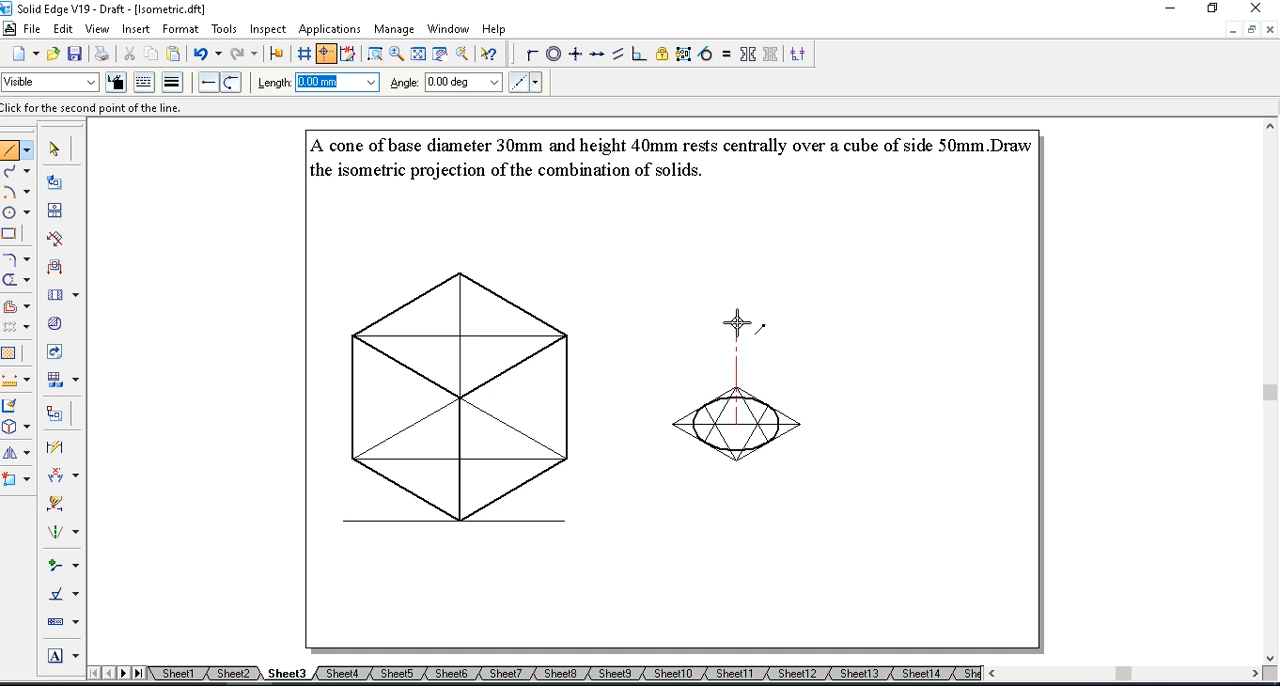 Solid Edge V19 - Draft - [Isometric.dft]
File Edit View Insert Format Tools Inspect Applications Manage Window Help
Visible Length: 0.00 mm Angle: 0.00 deg
Click for the second point of the line.
A cone of base diameter 30mm and height 40mm rests centrally over a cube of side 50mm.Draw
the isometric projection of the combination of solids.
A
Sheet1 Sheet2 Sheet3 Sheet4 Sheet5 Sheet6 Sheet7 Sheet8 Sheet9 Sheet10 Sheet11 Sheet12 Sheet13 Sheet14 She